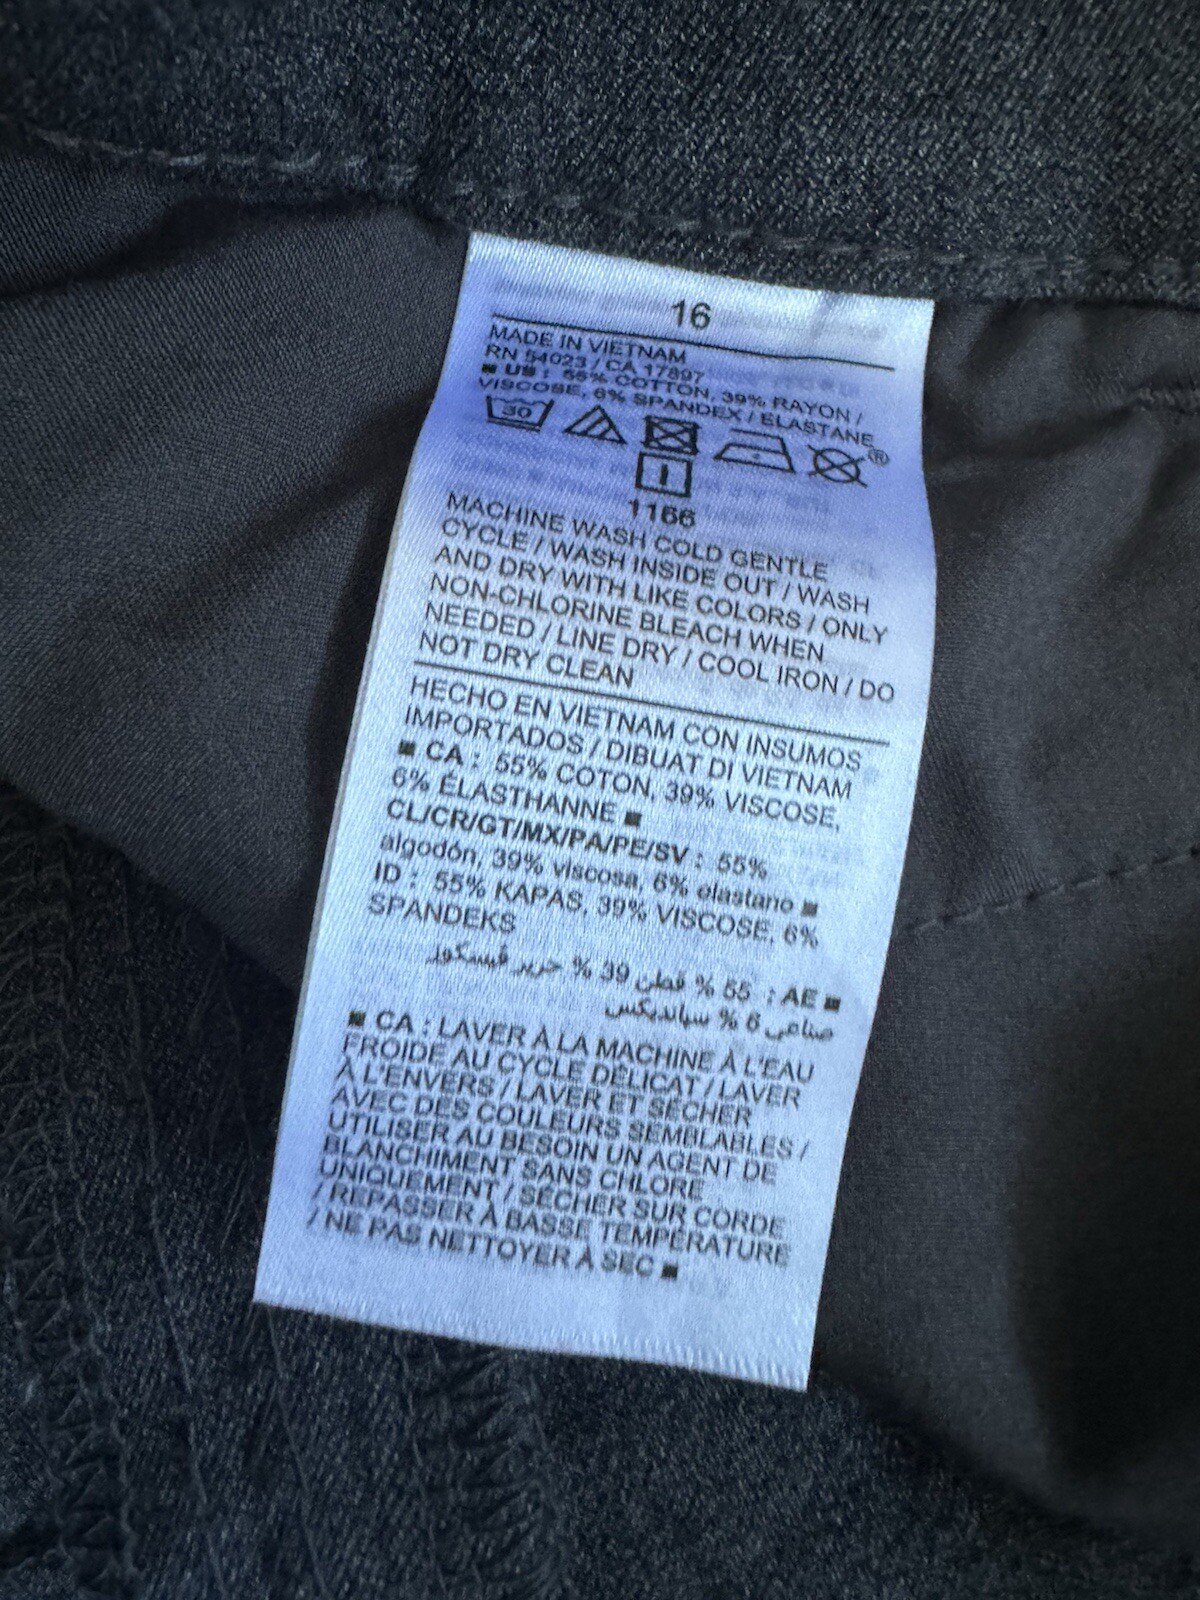 16
MADE IN VIETNAM
RN 54023 / CA 17897
■ US : 55% COTTON, 39% RAYON /
VISCOSE, 6% SPANDEX / ELASTANE
30
®
1166
MACHINE WASH COLD GENTLE
CYCLE / WASH INSIDE OUT / WASH
AND DRY WITH LIKE COLORS / ONLY
NON-CHLORINE BLEACH WHEN
NEEDED / LINE DRY / COOL IRON / DO
NOT DRY CLEAN
HECHO EN VIETNAM CON INSUMOS
IMPORTADOS / DIBUAT DI VIETNAM
■ CA : 55% COTON, 39% VISCOSE,
6% ÉLASTHANNE ■
CL/CR/GT/MX/PA/PE/SV : 55%
algodón, 39% viscosa, 6% elastano ■
ID : 55% KAPAS, 39% VISCOSE, 6%
SPANDEKS
■ AE : 55 % قطن 39 % حرير فيسكوز
صناعي 6 % سبانديكس
■ CA : LAVER À LA MACHINE À L'EAU
FROIDE AU CYCLE DÉLICAT / LAVER
À L'ENVERS / LAVER ET SÉCHER
AVEC DES COULEURS SEMBLABLES /
UTILISER AU BESOIN UN AGENT DE
BLANCHIMENT SANS CHLORE
UNIQUEMENT / SÉCHER SUR CORDE
/ REPASSER À BASSE TEMPÉRATURE
/ NE PAS NETTOYER À SEC ■